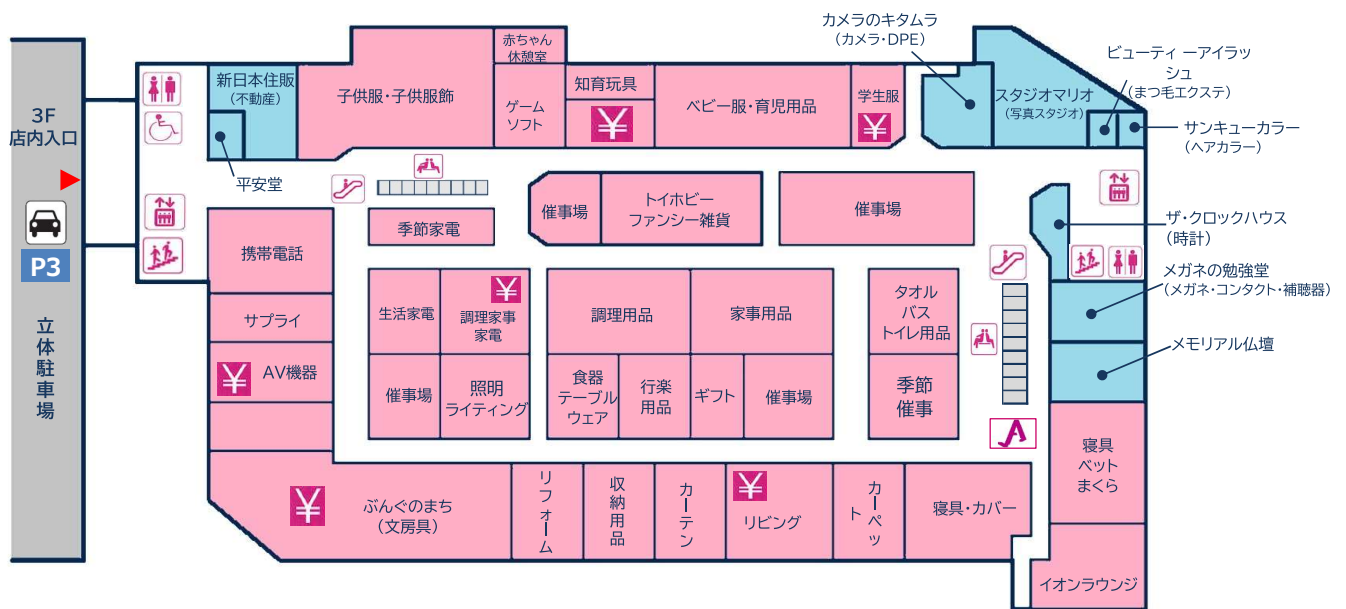 3F
店内入口
P3
立体駐車場
新日本住販
(不動産)
平安堂
子供服・子供服飾
赤ちゃん
休憩室
ゲーム
ソフト
知育玩具
¥
ベビー服・育児用品
学生服
¥
カメラのキタムラ
(カメラ・DPE)
スタジオマリオ
(写真スタジオ)
ビューティ ーアイラッ
シュ
(まつ毛エクステ)
サンキューカラー
(ヘアカラー)
ザ・クロックハウス
(時計)
メガネの勉強堂
(メガネ・コンタクト・補聴器)
メモリアル仏壇
携帯電話
サプライ
¥
AV機器
季節家電
催事場
トイホビー
ファンシー雑貨
催事場
生活家電
¥
調理家事
家電
催事場
照明
ライティング
調理用品
家事用品
食器
テーブル
ウェア
行楽
用品
ギフト
催事場
タオル
バス
トイレ用品
季節
催事
¥
ぶんぐのまち
(文房具)
リフォーム
収納用品
カーテン
¥
リビング
カーペッ
ト
寝具・カバー
寝具
ベット
まくら
イオンラウンジ